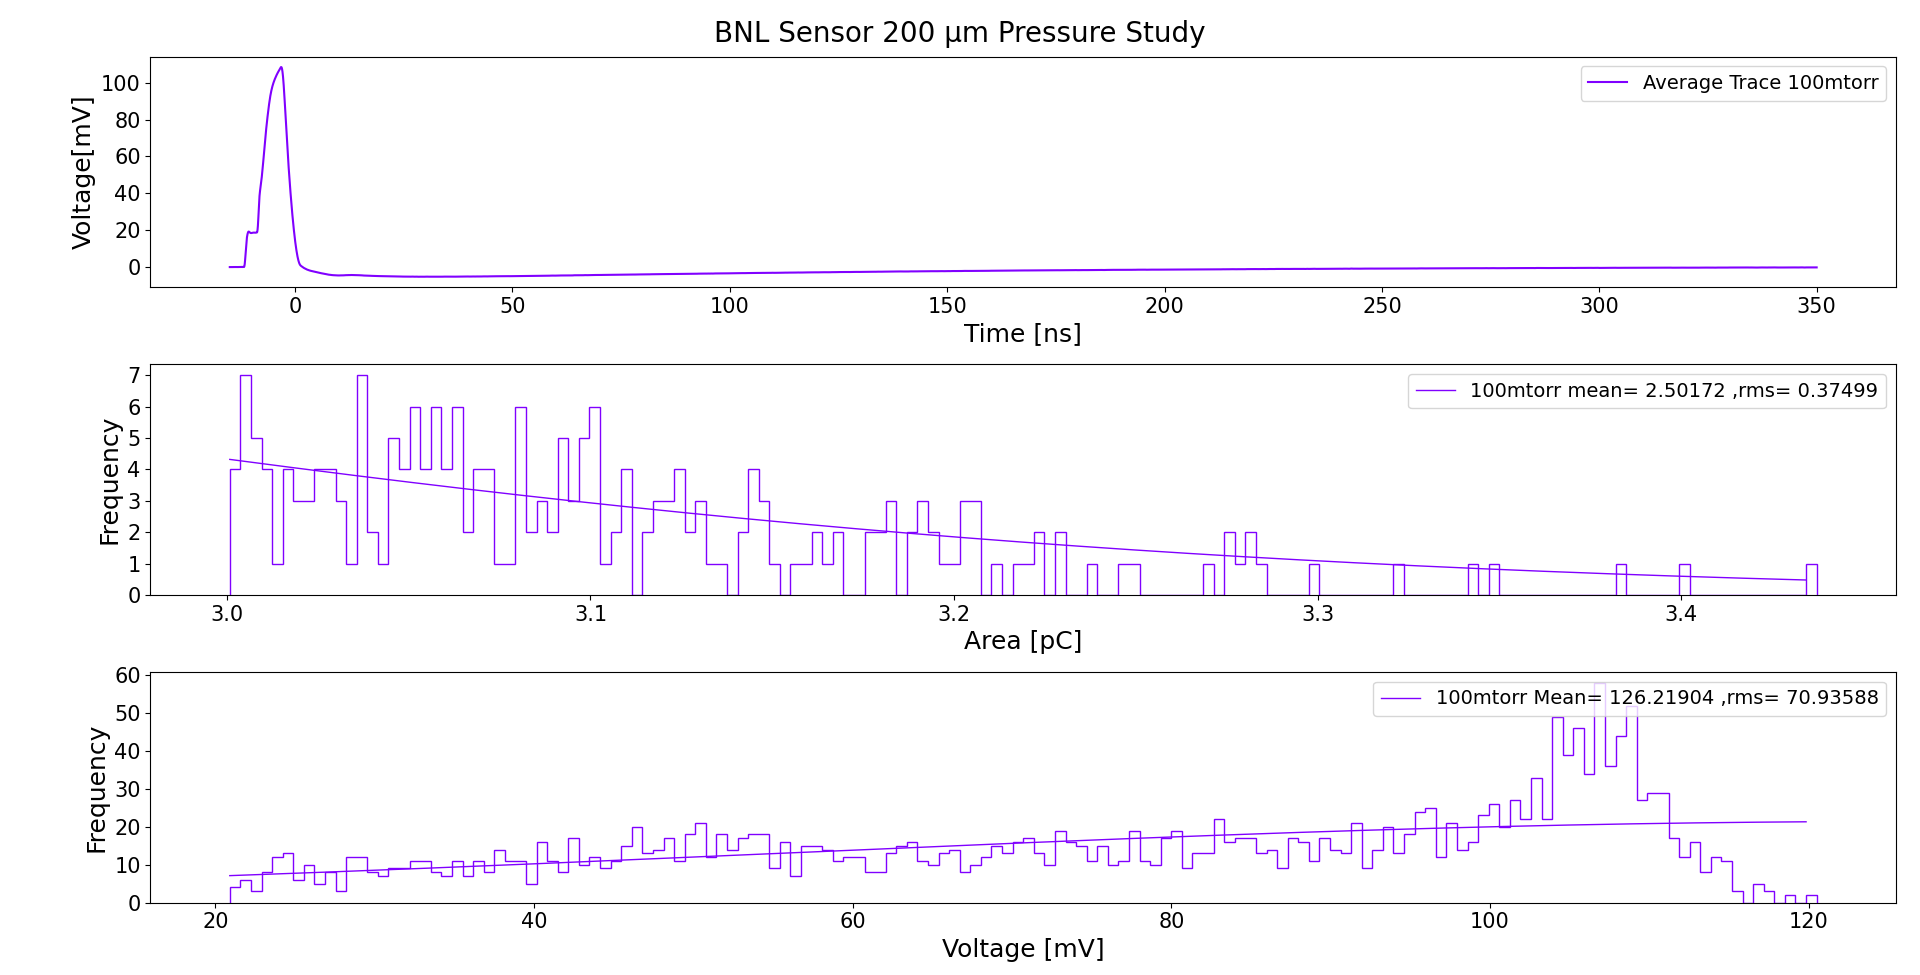 BNL Sensor 200 μm Pressure Study
Average Trace 100mtorr
Voltage[mV]
100
80
60
40
20
0
0 50 100 150 200 250 300 350
Time [ns]
100mtorr mean= 2.50172 ,rms= 0.37499
Frequency
7
6
5
4
3
2
1
0
3.0 3.1 3.2 3.3 3.4
Area [pC]
100mtorr Mean= 126.21904 ,rms= 70.93588
Frequency
60
50
40
30
20
10
0
20 40 60 80 100 120
Voltage [mV]